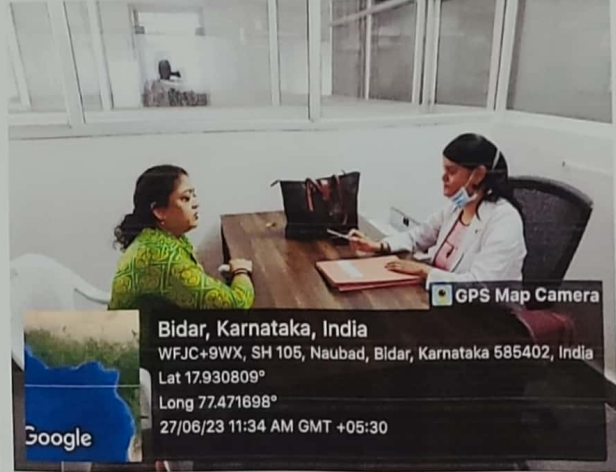 GPS Map Camera
Bidar, Karnataka, India
WFJC+9WX, SH 105, Naubad, Bidar, Karnataka 585402, India
Lat 17.930809°
Long 77.471698°
27/06/23 11:34 AM GMT +05:30
Google